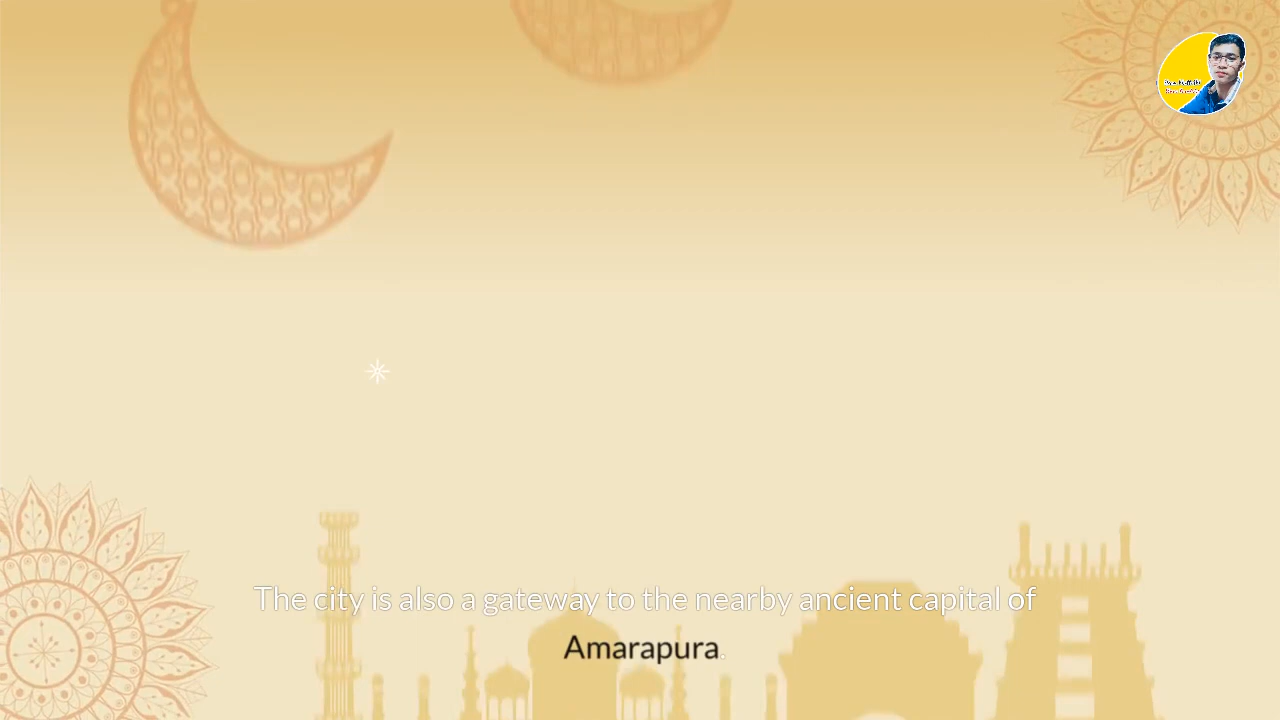 The city is also a gateway to the nearby ancient capital of
Amarapura.